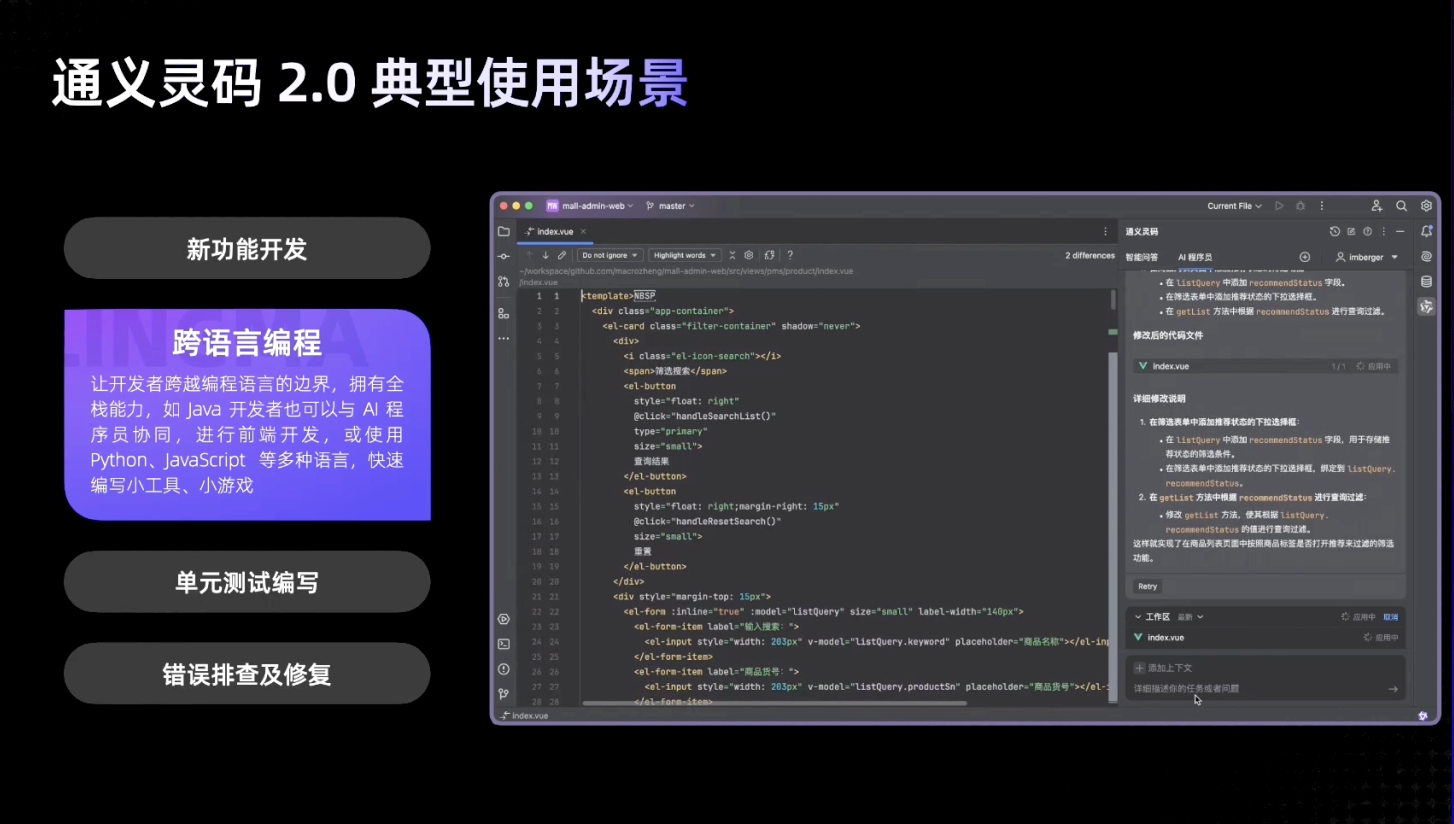 通义灵码 2.0 典型使用场景
新功能开发
LINGMA
跨语言编程
让开发者跨越编程语言的边界，拥有全
栈能力，如 Java 开发者也可以与 AI 程
序员协同，进行前端开发，或使用
Python、JavaScript 等多种语言，快速
编写小工具、小游戏
单元测试编写
错误排查及修复
MW mall-admin-web master Current File
index.vue
Do not ignore Highlight words ? 2 differences
~/workspace/github.com/macrozheng/mall-admin-web/src/views/pms/product/index.vue
/index.vue
1 1 <template>NBSP
2 2 <div class="app-container">
3 3 <el-card class="filter-container" shadow="never">
4 4 <div>
5 5 <i class="el-icon-search"></i>
6 6 <span>筛选搜索</span>
7 7 <el-button
8 8 style="float: right"
9 9 @click="handleSearchList()"
10 10 type="primary"
11 11 size="small">
12 12 查询结果
13 13 </el-button>
14 14 <el-button
15 15 style="float: right;margin-right: 15px"
16 16 @click="handleResetSearch()"
17 17 size="small">
18 18 重置
19 19 </el-button>
20 20 </div>
21 21 <div style="margin-top: 15px">
22 22 <el-form :inline="true" :model="listQuery" size="small" label-width="140px">
23 23 <el-form-item label="输入搜索：">
24 24 <el-input style="width: 203px" v-model="listQuery.keyword" placeholder="商品名称"></el-inp
25 25 </el-form-item>
26 26 <el-form-item label="商品货号：">
27 27 <el-input style="width: 203px" v-model="listQuery.productSn" placeholder="商品货号"></el-i
28 28 </el-form-item>
index.vue
通义灵码
智能问答 AI 程序员 imberger
在 listQuery 中添加 recommendStatus 字段。
在筛选表单中添加推荐状态的下拉选择框。
在 getList 方法中根据 recommendStatus 进行查询过滤。
修改后的代码文件
index.vue 1/1 应用中
详细修改说明
1. 在筛选表单中添加推荐状态的下拉选择框：
在 listQuery 中添加 recommendStatus 字段，用于存储推
荐状态的筛选条件。
在筛选表单中添加推荐状态的下拉选择框，绑定到 listQuery.
recommendStatus。
2. 在 getList 方法中根据 recommendStatus 进行查询过滤：
修改 getList 方法，使其根据 listQuery.
recommendStatus 的值进行查询过滤。
这样就实现了在商品列表页面中按照商品标签是否打开推荐来过滤的筛选
功能。
Retry
工作区 最新 应用中 取消
index.vue 应用中
添加上下文
详细描述你的任务或者问题